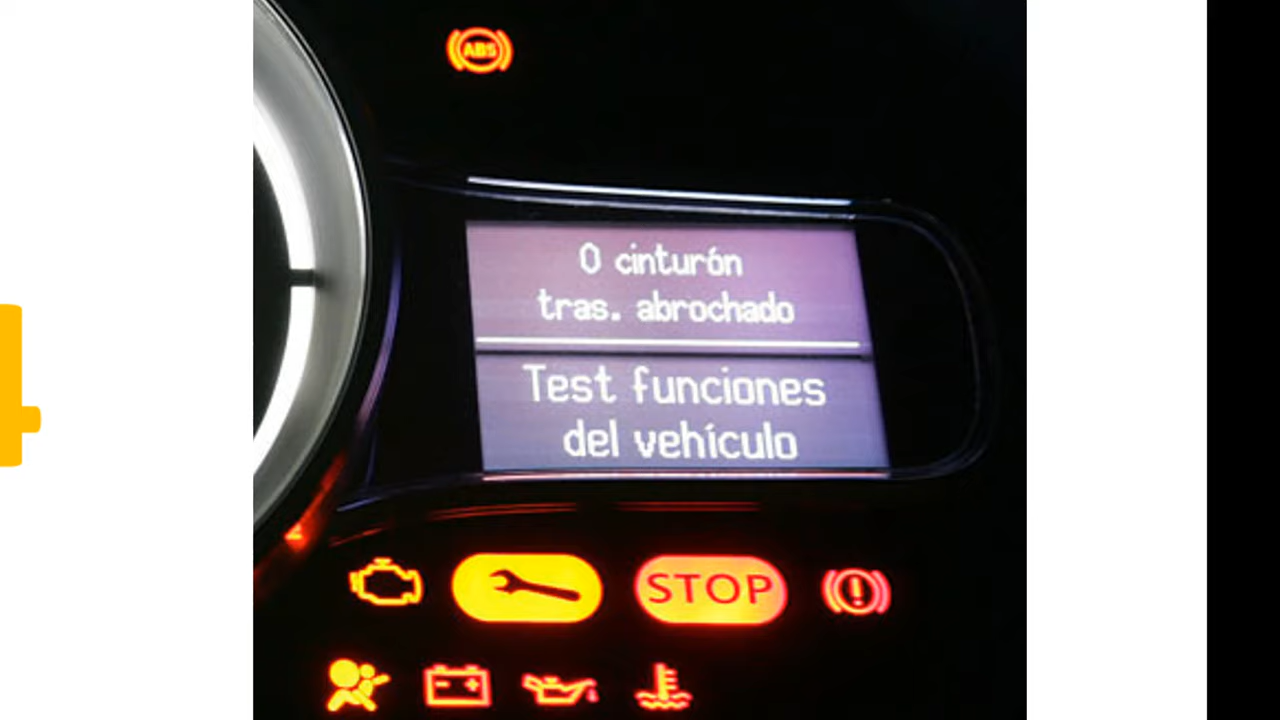 ABS
0 cinturón
tras. abrochado
Test funciones
del vehículo
STOP